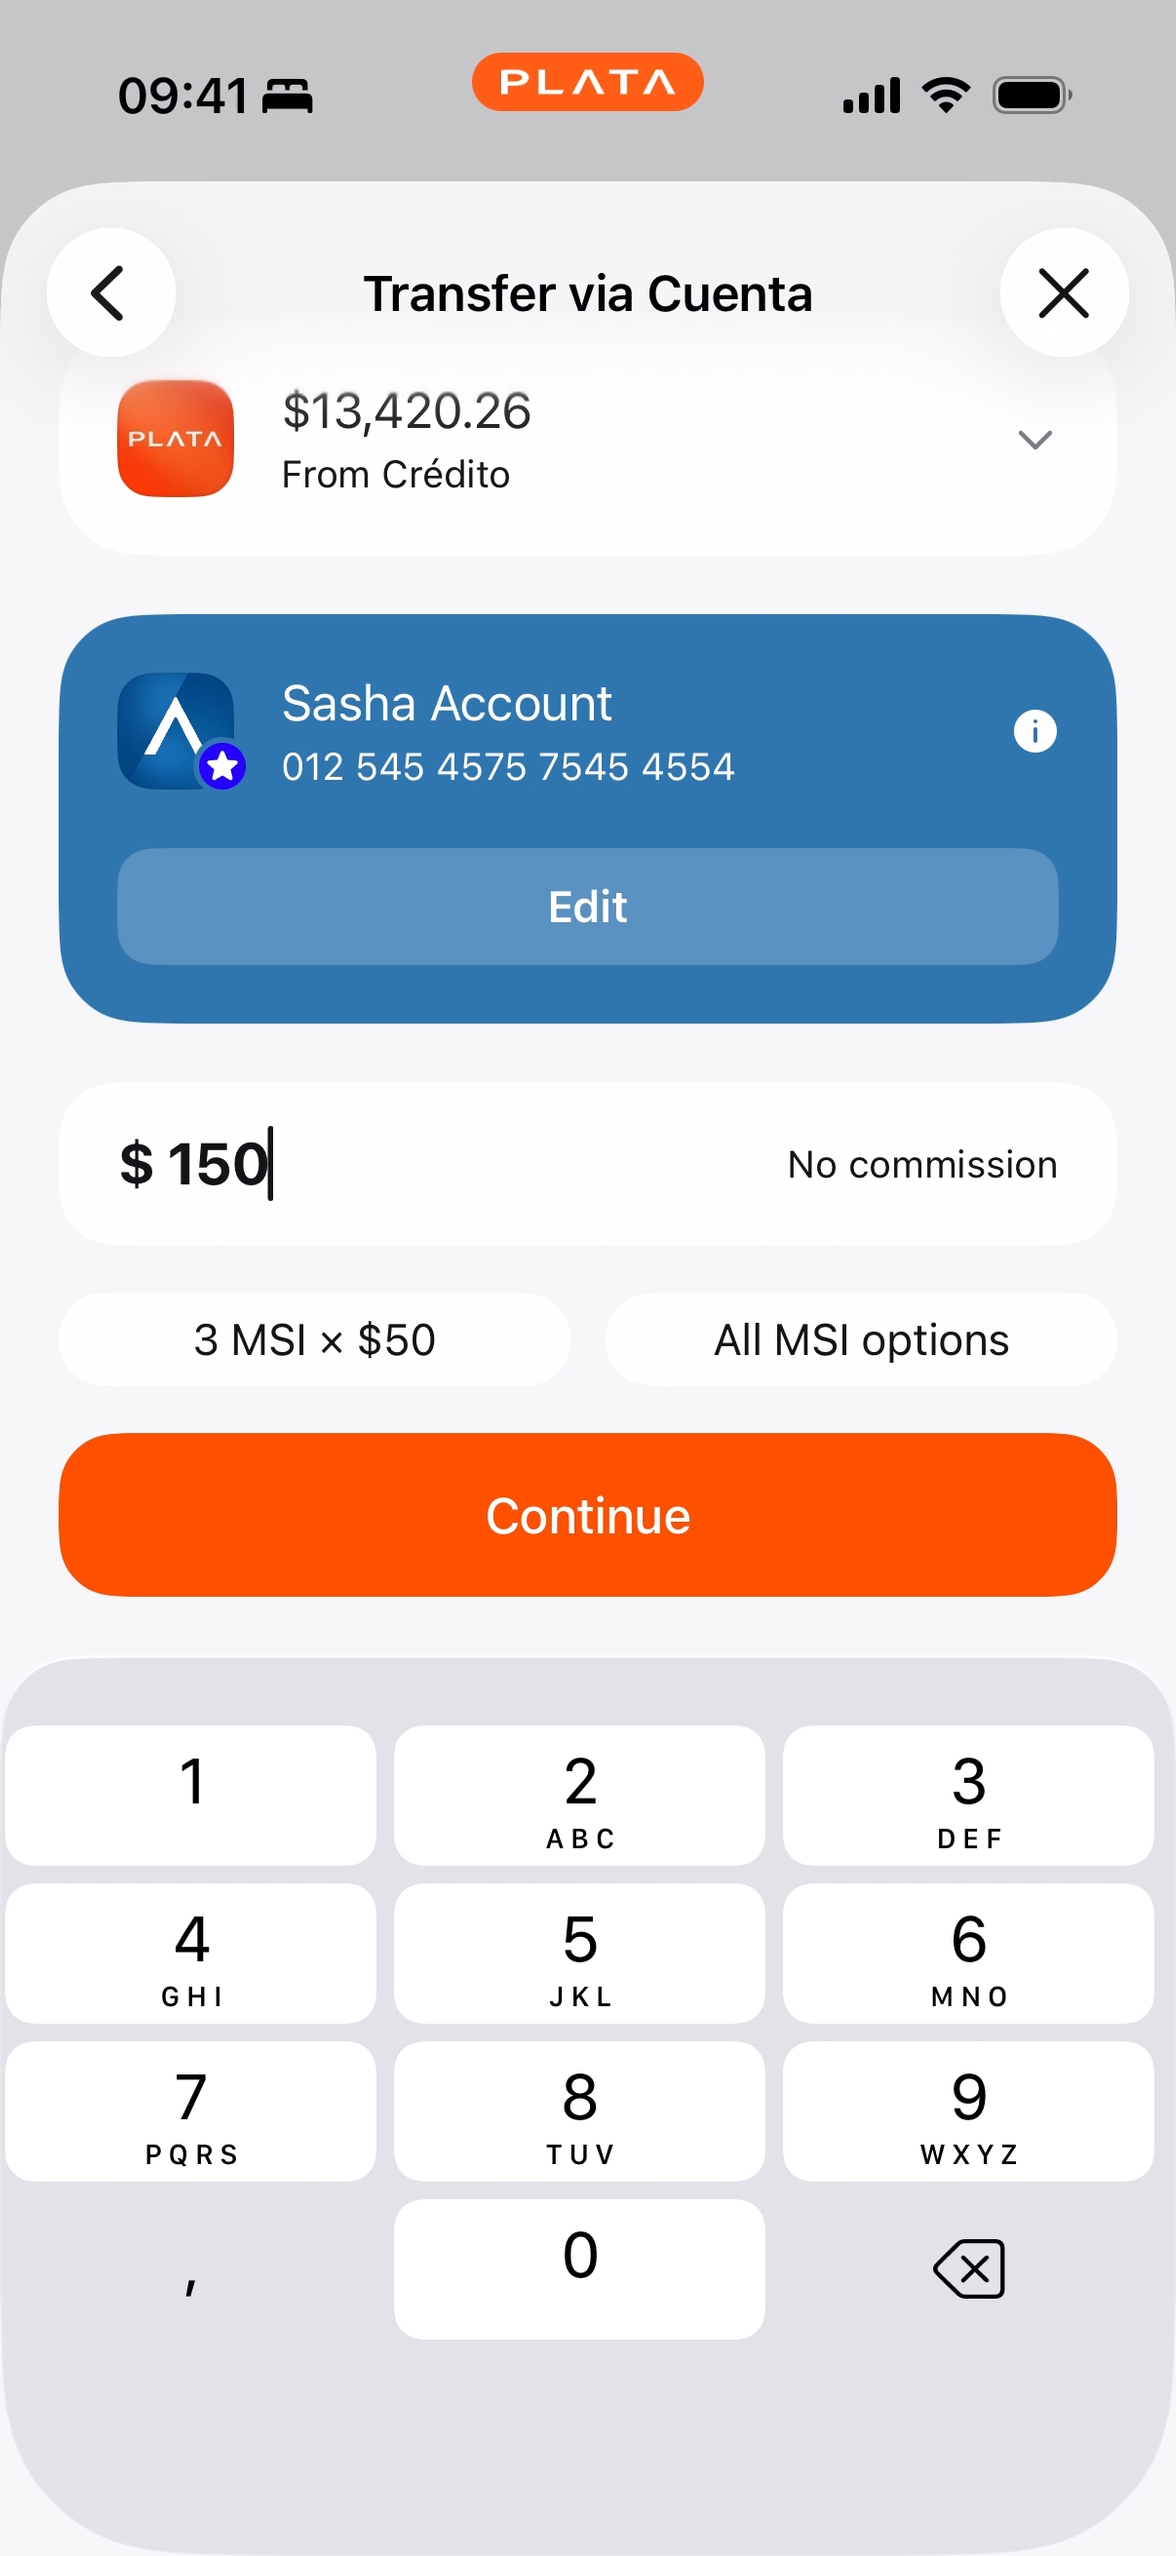 09:41
PLATA
Transfer via Cuenta
PLATA
$13,420.26
From Crédito
Sasha Account
012 545 4575 7545 4554
Edit
$ 150
No commission
3 MSI × $50
All MSI options
Continue
1
2
ABC
3
DEF
4
GHI
5
JKL
6
MNO
7
PQRS
8
TUV
9
WXYZ
,
0